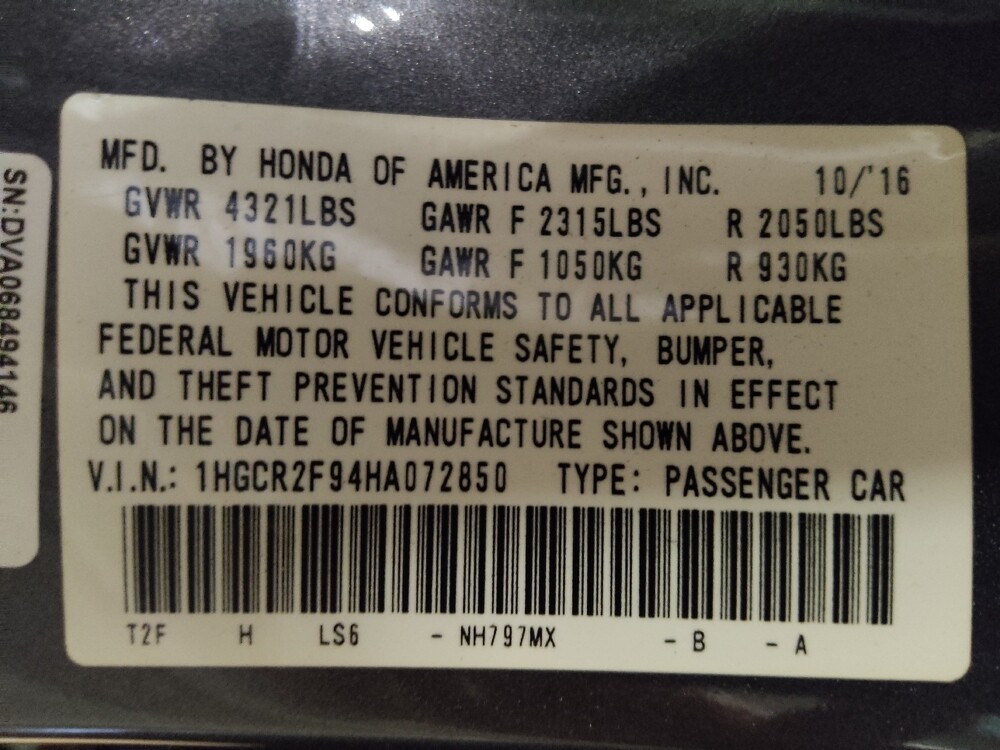 MFD. BY HONDA OF AMERICA MFG., INC. 10/'16
GVWR 4321LBS GAWR F 2315LBS R 2050LBS
GVWR 1960KG GAWR F 1050KG R 930KG
THIS VEHICLE CONFORMS TO ALL APPLICABLE
FEDERAL MOTOR VEHICLE SAFETY, BUMPER,
AND THEFT PREVENTION STANDARDS IN EFFECT
ON THE DATE OF MANUFACTURE SHOWN ABOVE.
V.I.N.: 1HGCR2F94HA072850 TYPE: PASSENGER CAR
T2F H LS6 - NH797MX - B - A
SN:DVA068494146